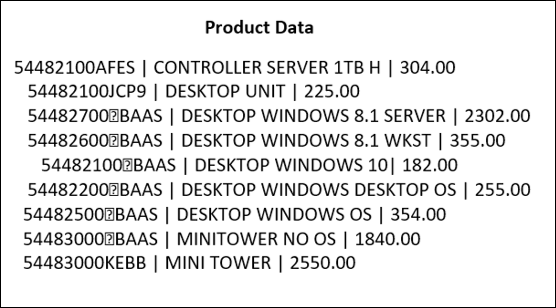 Product Data
54482100AFES | CONTROLLER SERVER 1TB H | 304.00
54482100JCP9 | DESKTOP UNIT | 225.00
54482700⍰BAAS | DESKTOP WINDOWS 8.1 SERVER | 2302.00
54482600⍰BAAS | DESKTOP WINDOWS 8.1 WKST | 355.00
54482100⍰BAAS | DESKTOP WINDOWS 10| 182.00
54482200⍰BAAS | DESKTOP WINDOWS DESKTOP OS | 255.00
54482500⍰BAAS | DESKTOP WINDOWS OS | 354.00
54483000⍰BAAS | MINITOWER NO OS | 1840.00
54483000KEBB | MINI TOWER | 2550.00